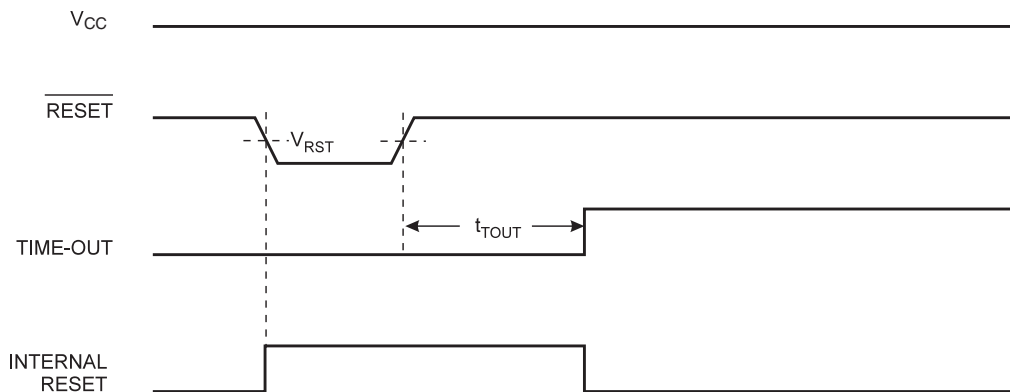 VCC
RESET
VRST
tTOUT
TIME-OUT
INTERNAL
RESET